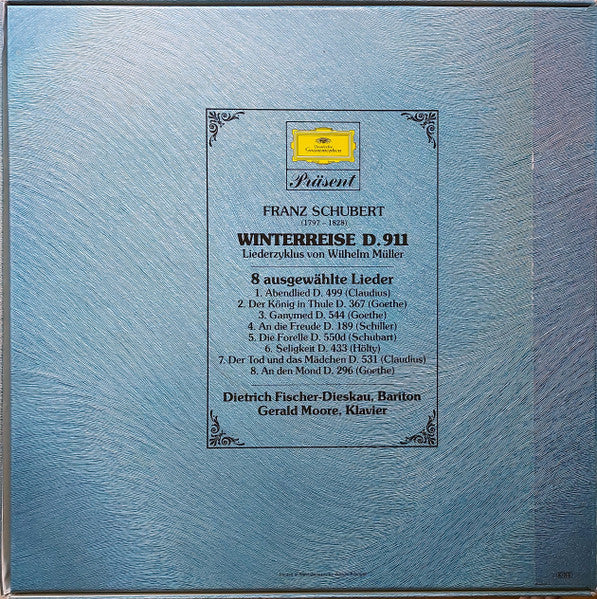 Deutsche
Grammophon
Präsent
FRANZ SCHUBERT
(1797 – 1828)
WINTERREISE D. 911
Liederzyklus von Wilhelm Müller
8 ausgewählte Lieder
1. Abendlied D. 499 (Claudius)
2. Der König in Thule D. 367 (Goethe)
3. Ganymed D. 544 (Goethe)
4. An die Freude D. 189 (Schiller)
5. Die Forelle D. 550d (Schubart)
6. Seligkeit D. 433 (Hölty)
7. Der Tod und das Mädchen D. 531 (Claudius)
8. An den Mond D. 296 (Goethe)
Dietrich Fischer-Dieskau, Bariton
Gerald Moore, Klavier